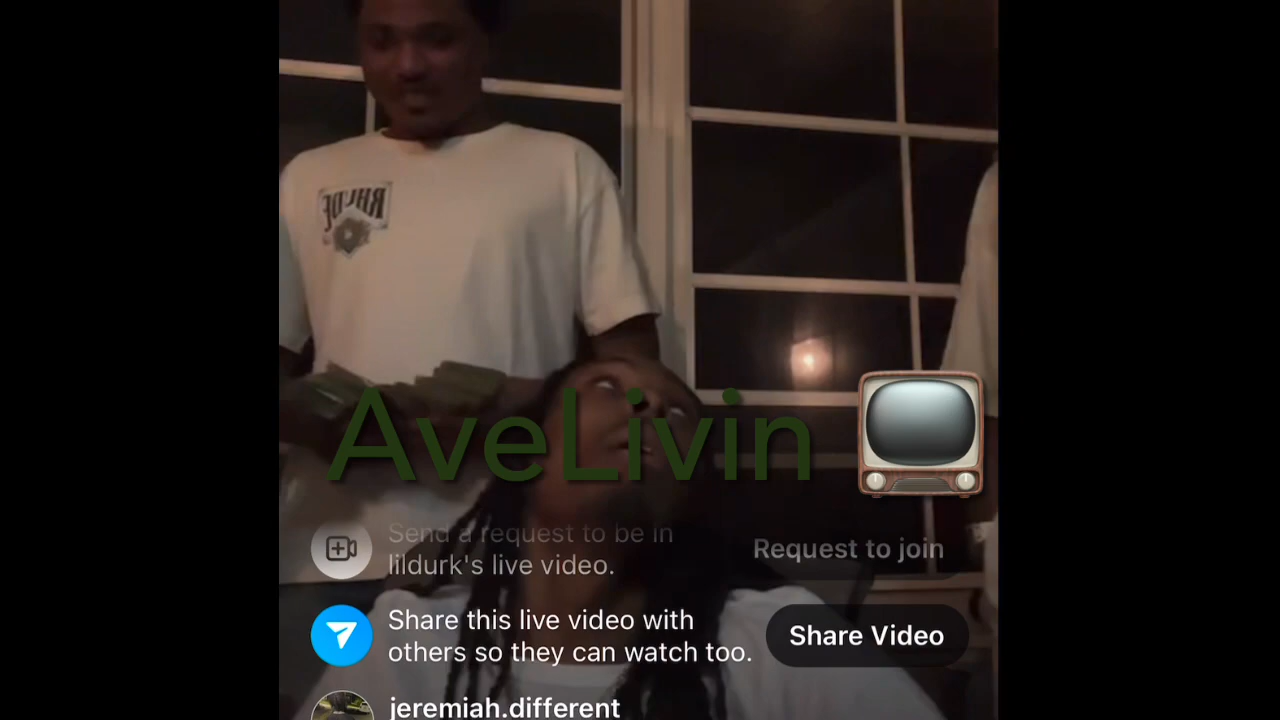 RHUDE
AveLivin
Send a request to be in
lildurk's live video.
Request to join
Share this live video with
others so they can watch too.
Share Video
jeremiah.different